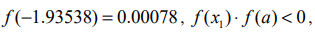 f(−1.93538) = 0.00078, f(x₁)·f(a) < 0,